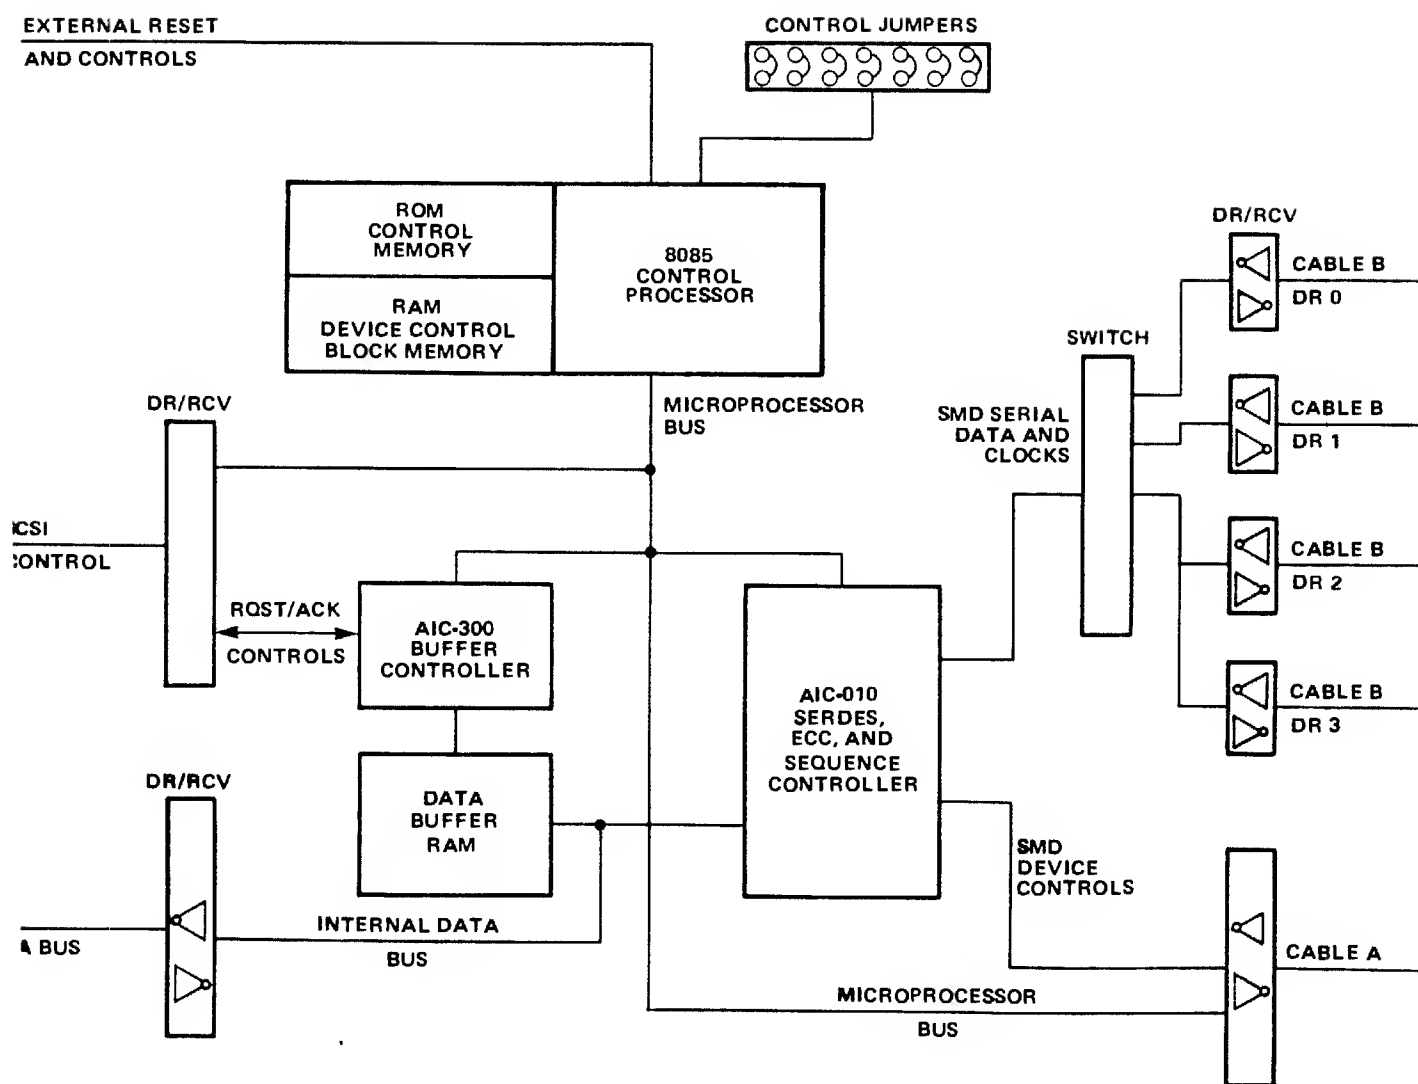 EXTERNAL RESET
AND CONTROLS
CONTROL JUMPERS
ROM
CONTROL
MEMORY
8085
CONTROL
PROCESSOR
RAM
DEVICE CONTROL
BLOCK MEMORY
DR/RCV
CABLE B
DR 0
SWITCH
DR/RCV
MICROPROCESSOR
BUS
SMD SERIAL
DATA AND
CLOCKS
CABLE B
DR 1
CSI
CONTROL
CABLE B
DR 2
RQST/ACK
CONTROLS
AIC-300
BUFFER
CONTROLLER
AIC-010
SERDES,
ECC, AND
SEQUENCE
CONTROLLER
CABLE B
DR 3
DR/RCV
DATA
BUFFER
RAM
SMD
DEVICE
CONTROLS
INTERNAL DATA
BUS
A BUS
CABLE A
MICROPROCESSOR
BUS